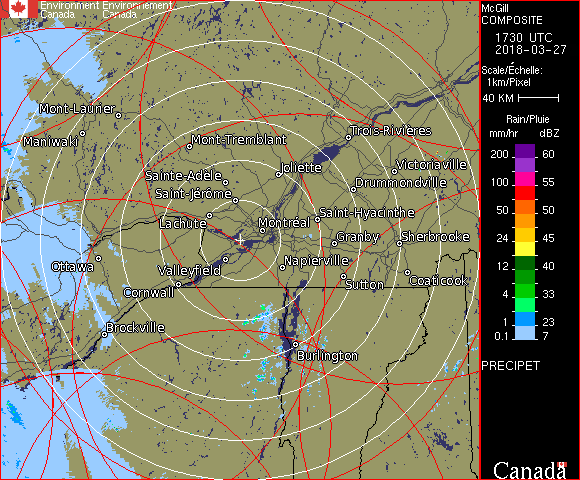 Environment Environnement
Canada Canada
McGill
COMPOSITE
1730 UTC
2018-03-27
Scale/Échelle:
1km/Pixel
40 KM
Rain/Pluie
mm/hr dBZ
200 60
100 55
50 50
24 45
12 40
4 33
1 23
0.1 7
PRECIPET
Mont-Laurier
Maniwaki
Mont-Tremblant
Trois-Rivières
Joliette
Victoriaville
Sainte-Adèle
Drummondville
Saint-Jérôme
Saint-Hyacinthe
Lachute
Montréal
Granby
Sherbrooke
Ottawa
Valleyfield
Napierville
Sutton
Coaticook
Cornwall
Brockville
Burlington
Canada